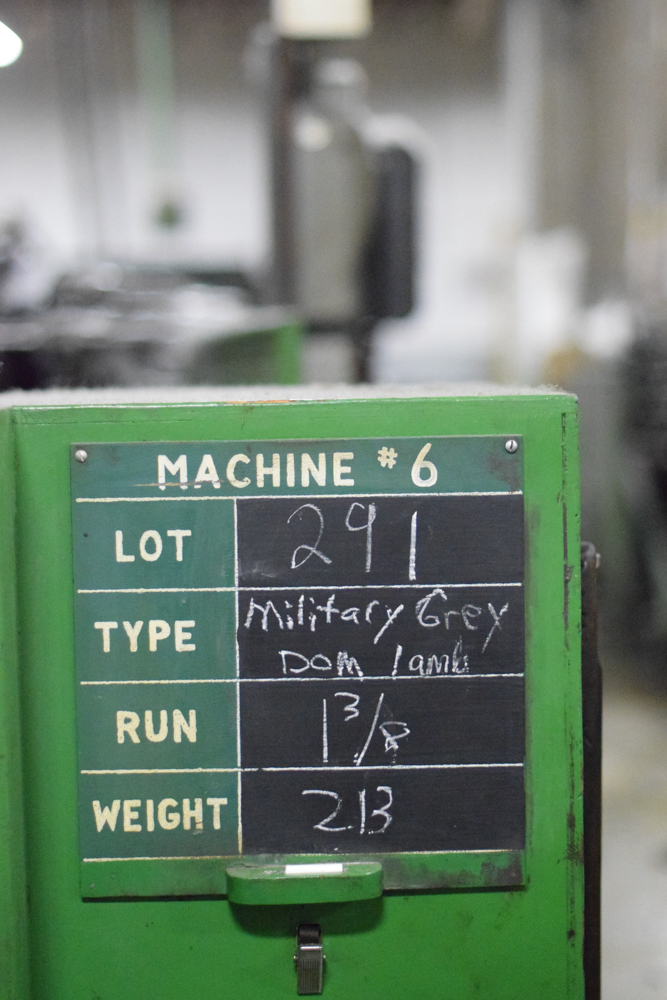 MACHINE #6
LOT 291
TYPE Military Grey
Dom lamb
RUN 1 3/8
WEIGHT 213